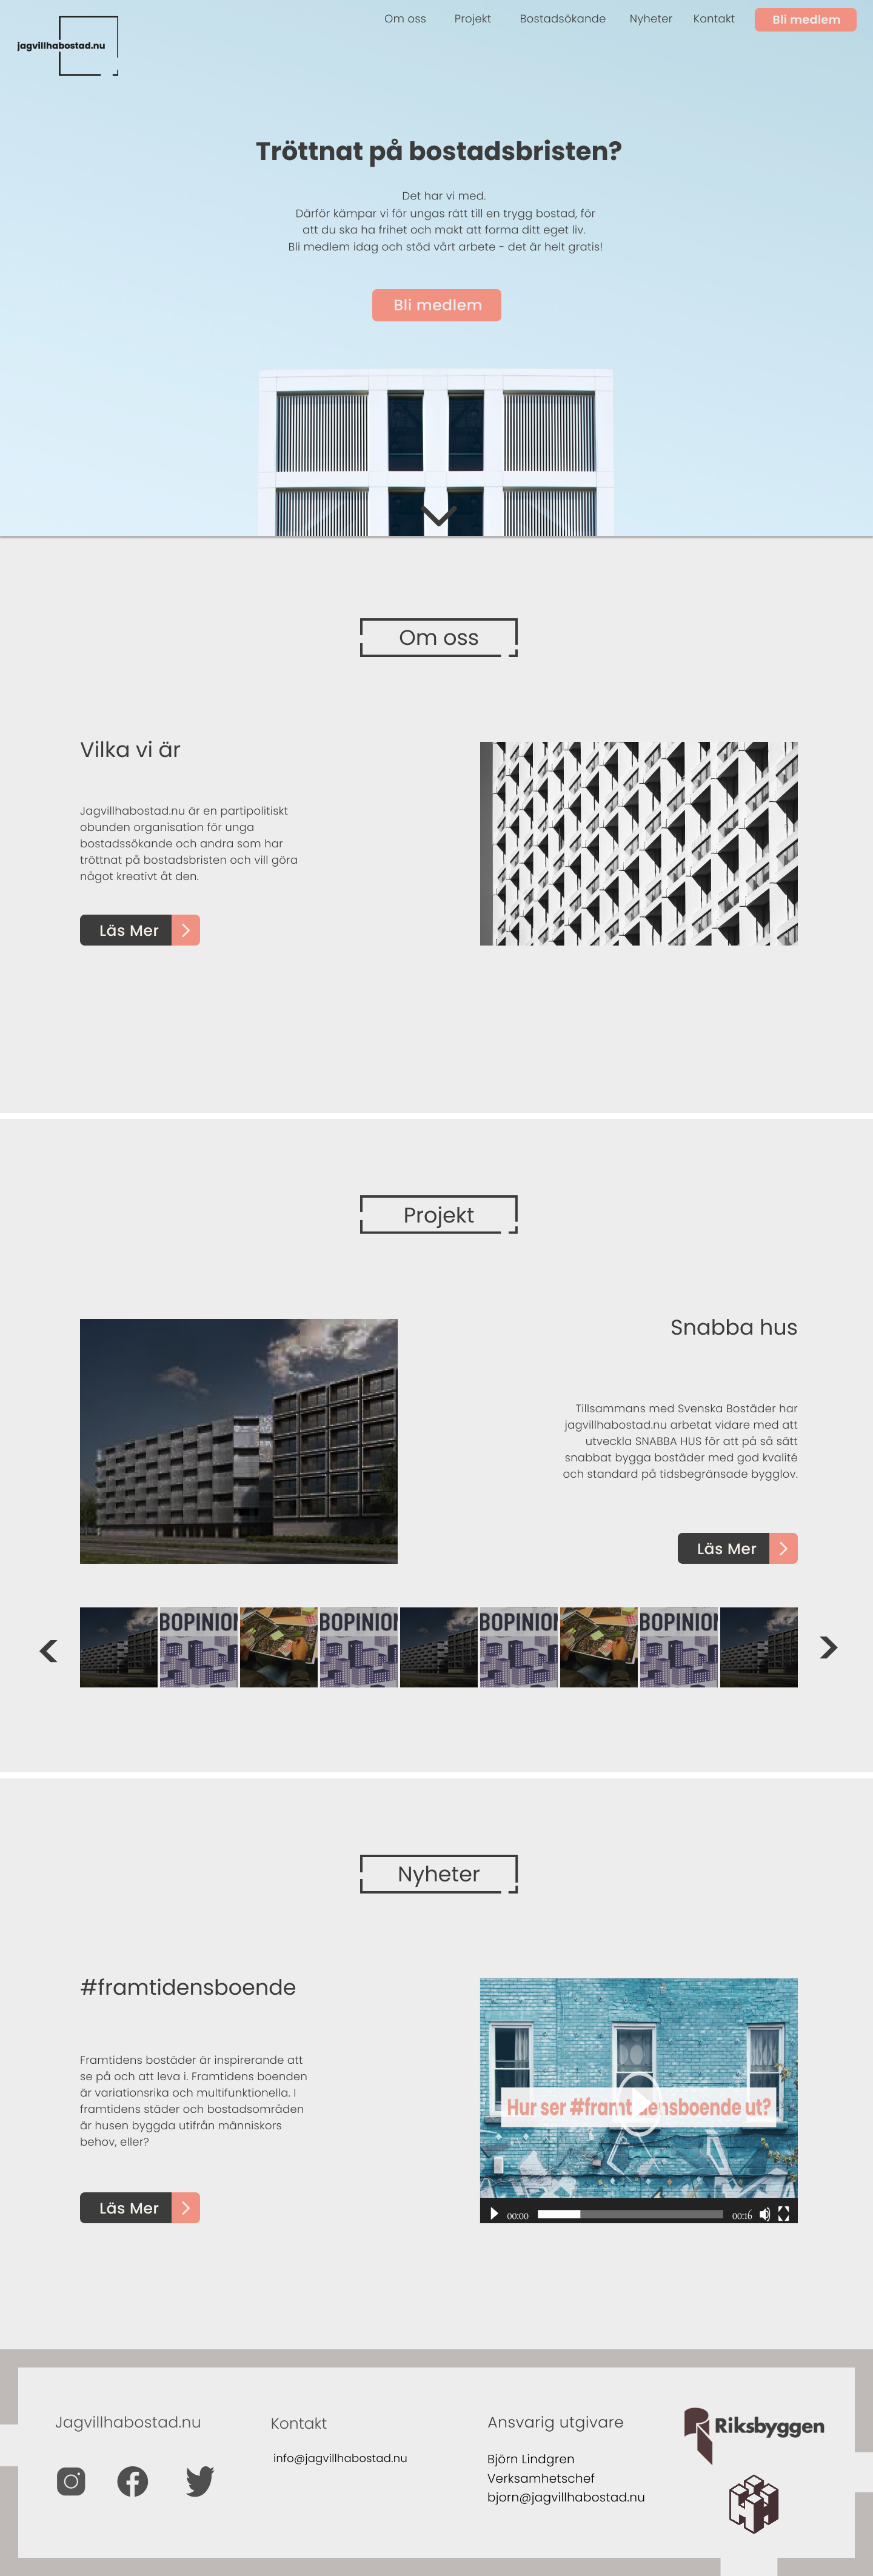 jagvillhabostad.nu
Om oss
Projekt
Bostadsökande
Nyheter
Kontakt
Bli medlem
Tröttnat på bostadsbristen?
Det har vi med.
Därför kämpar vi för ungas rätt till en trygg bostad, för
att du ska ha frihet och makt att forma ditt eget liv.
Bli medlem idag och stöd vårt arbete - det är helt gratis!
Bli medlem
Om oss
Vilka vi är
Jagvillhabostad.nu är en partipolitiskt
obunden organisation för unga
bostadssökande och andra som har
tröttnat på bostadsbristen och vill göra
något kreativt åt den.
Läs Mer
Projekt
Snabba hus
Tillsammans med Svenska Bostäder har
jagvillhabostad.nu arbetat vidare med att
utveckla SNABBA HUS för att på så sätt
snabbat bygga bostäder med god kvalité
och standard på tidsbegränsade bygglov.
Läs Mer
BOPINION
BOPINION
BOPINION
BOPINION
Nyheter
#framtidensboende
Framtidens bostäder är inspirerande att
se på och att leva i. Framtidens boenden
är variationsrika och multifunktionella. I
framtidens städer och bostadsområden
är husen byggda utifrån människors
behov, eller?
Läs Mer
Hur ser #framtidensboende ut?
00:00
00:16
Jagvillhabostad.nu
Kontakt
info@jagvillhabostad.nu
Ansvarig utgivare
Björn Lindgren
Verksamhetschef
bjorn@jagvillhabostad.nu
Riksbyggen